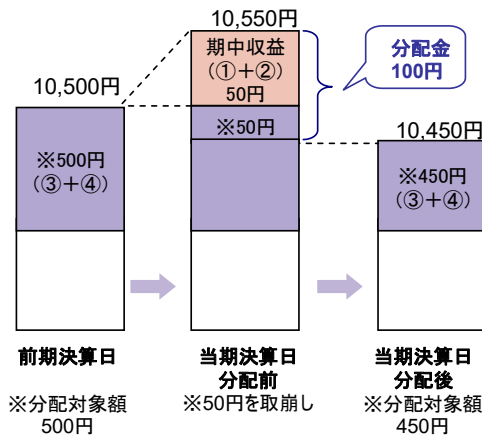 10,550円
期中収益
(①+②)
50円
分配金
100円
10,500円
※50円
10,450円
※500円
(③+④)
※450円
(③+④)
前期決算日
当期決算日
分配前
当期決算日
分配後
※分配対象額
500円
※50円を取崩し
※分配対象額
450円